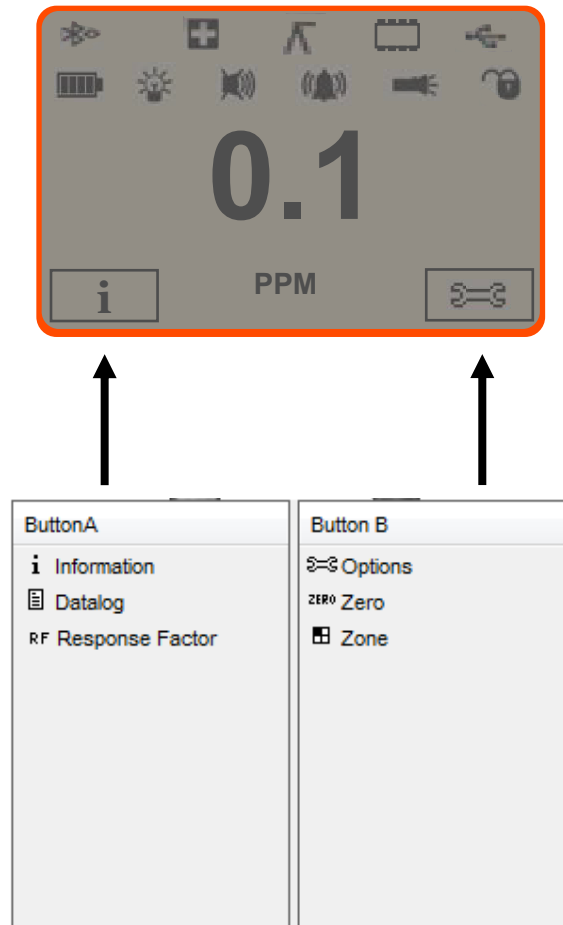 0.1
i
PPM
ButtonA
i Information
Datalog
RF Response Factor
Button B
Options
ZERO Zero
Zone